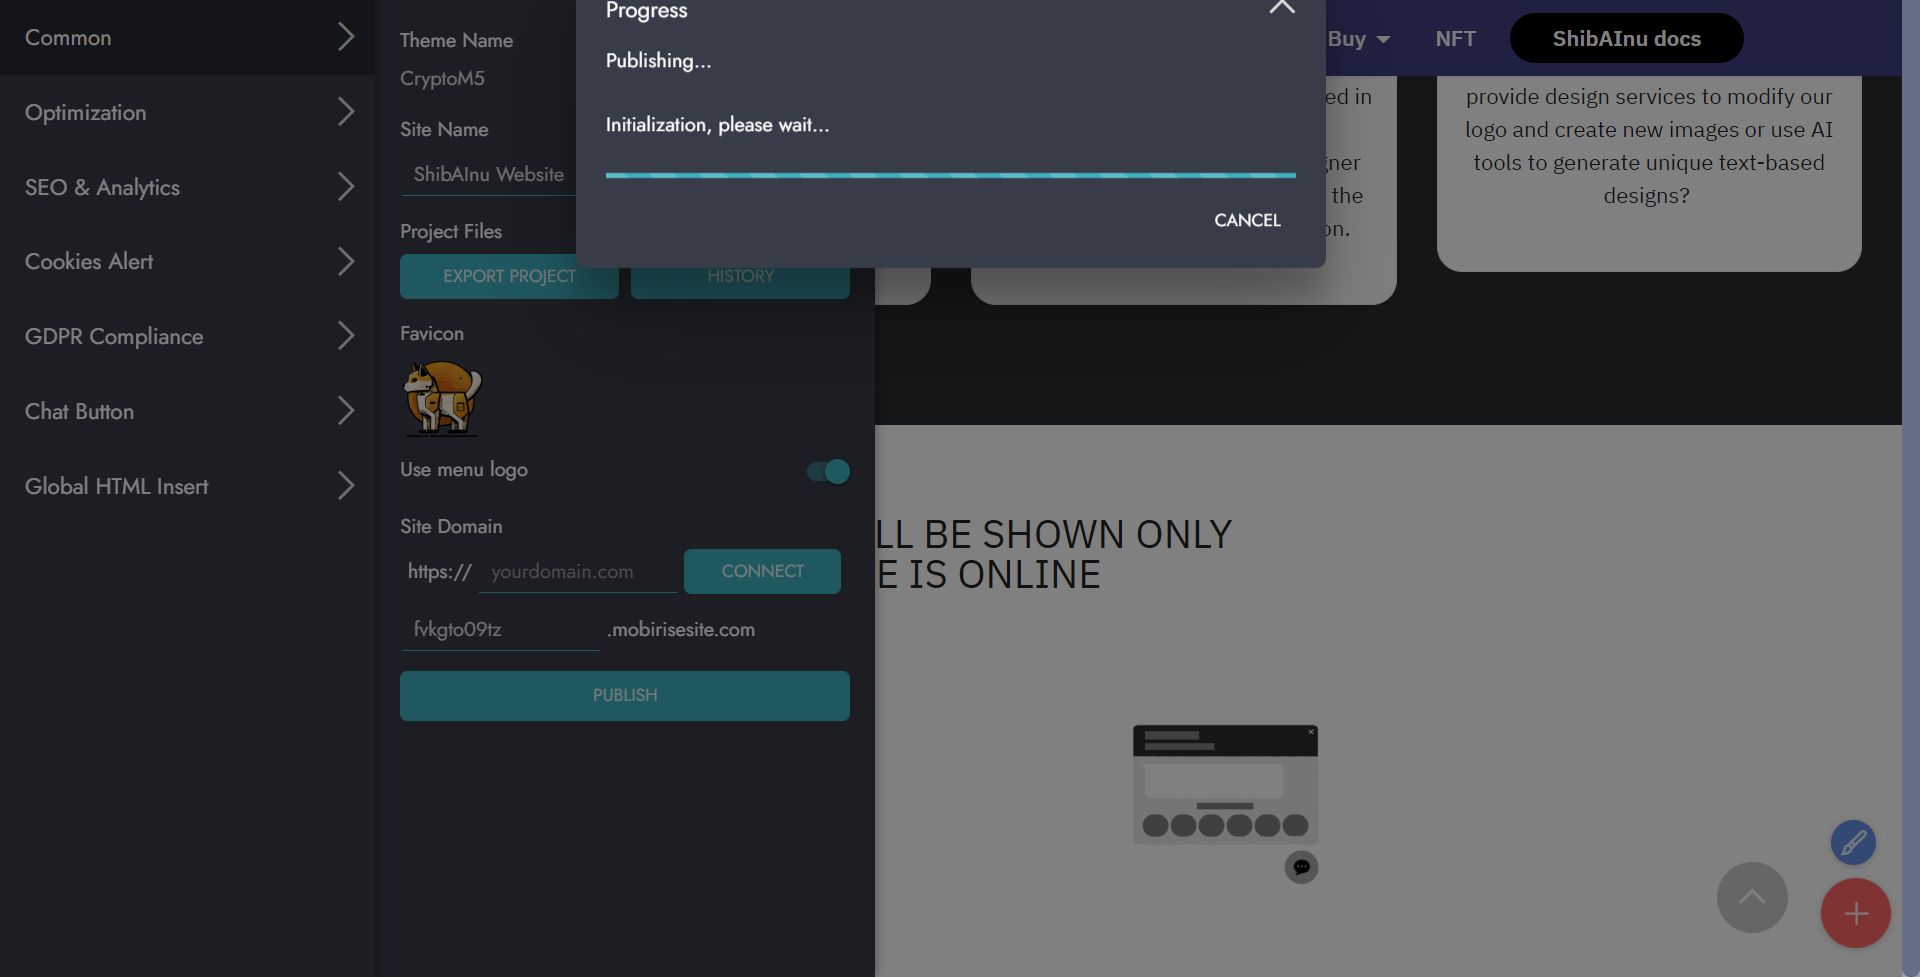 Common
Optimization
SEO & Analytics
Cookies Alert
GDPR Compliance
Chat Button
Global HTML Insert
Theme Name
CryptoM5
Site Name
ShibAInu Website
Project Files
EXPORT PROJECT
HISTORY
Favicon
Use menu logo
Site Domain
https://
yourdomain.com
CONNECT
fvkgto09tz
.mobirisesite.com
PUBLISH
Progress
Publishing...
Initialization, please wait...
CANCEL
Buy
NFT
ShibAInu docs
ed in
the
provide design services to modify our
logo and create new images or use AI
tools to generate unique text-based
designs?
LL BE SHOWN ONLY
E IS ONLINE